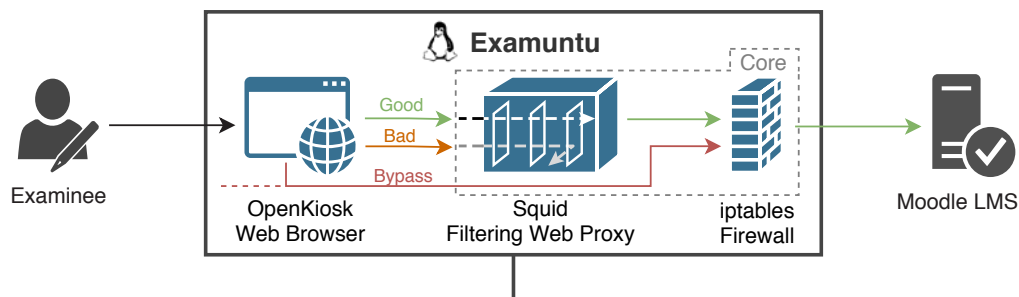 Examuntu
Core
Good
Bad
Bypass
Examinee
OpenKiosk
Web Browser
Squid
Filtering Web Proxy
iptables
Firewall
Moodle LMS